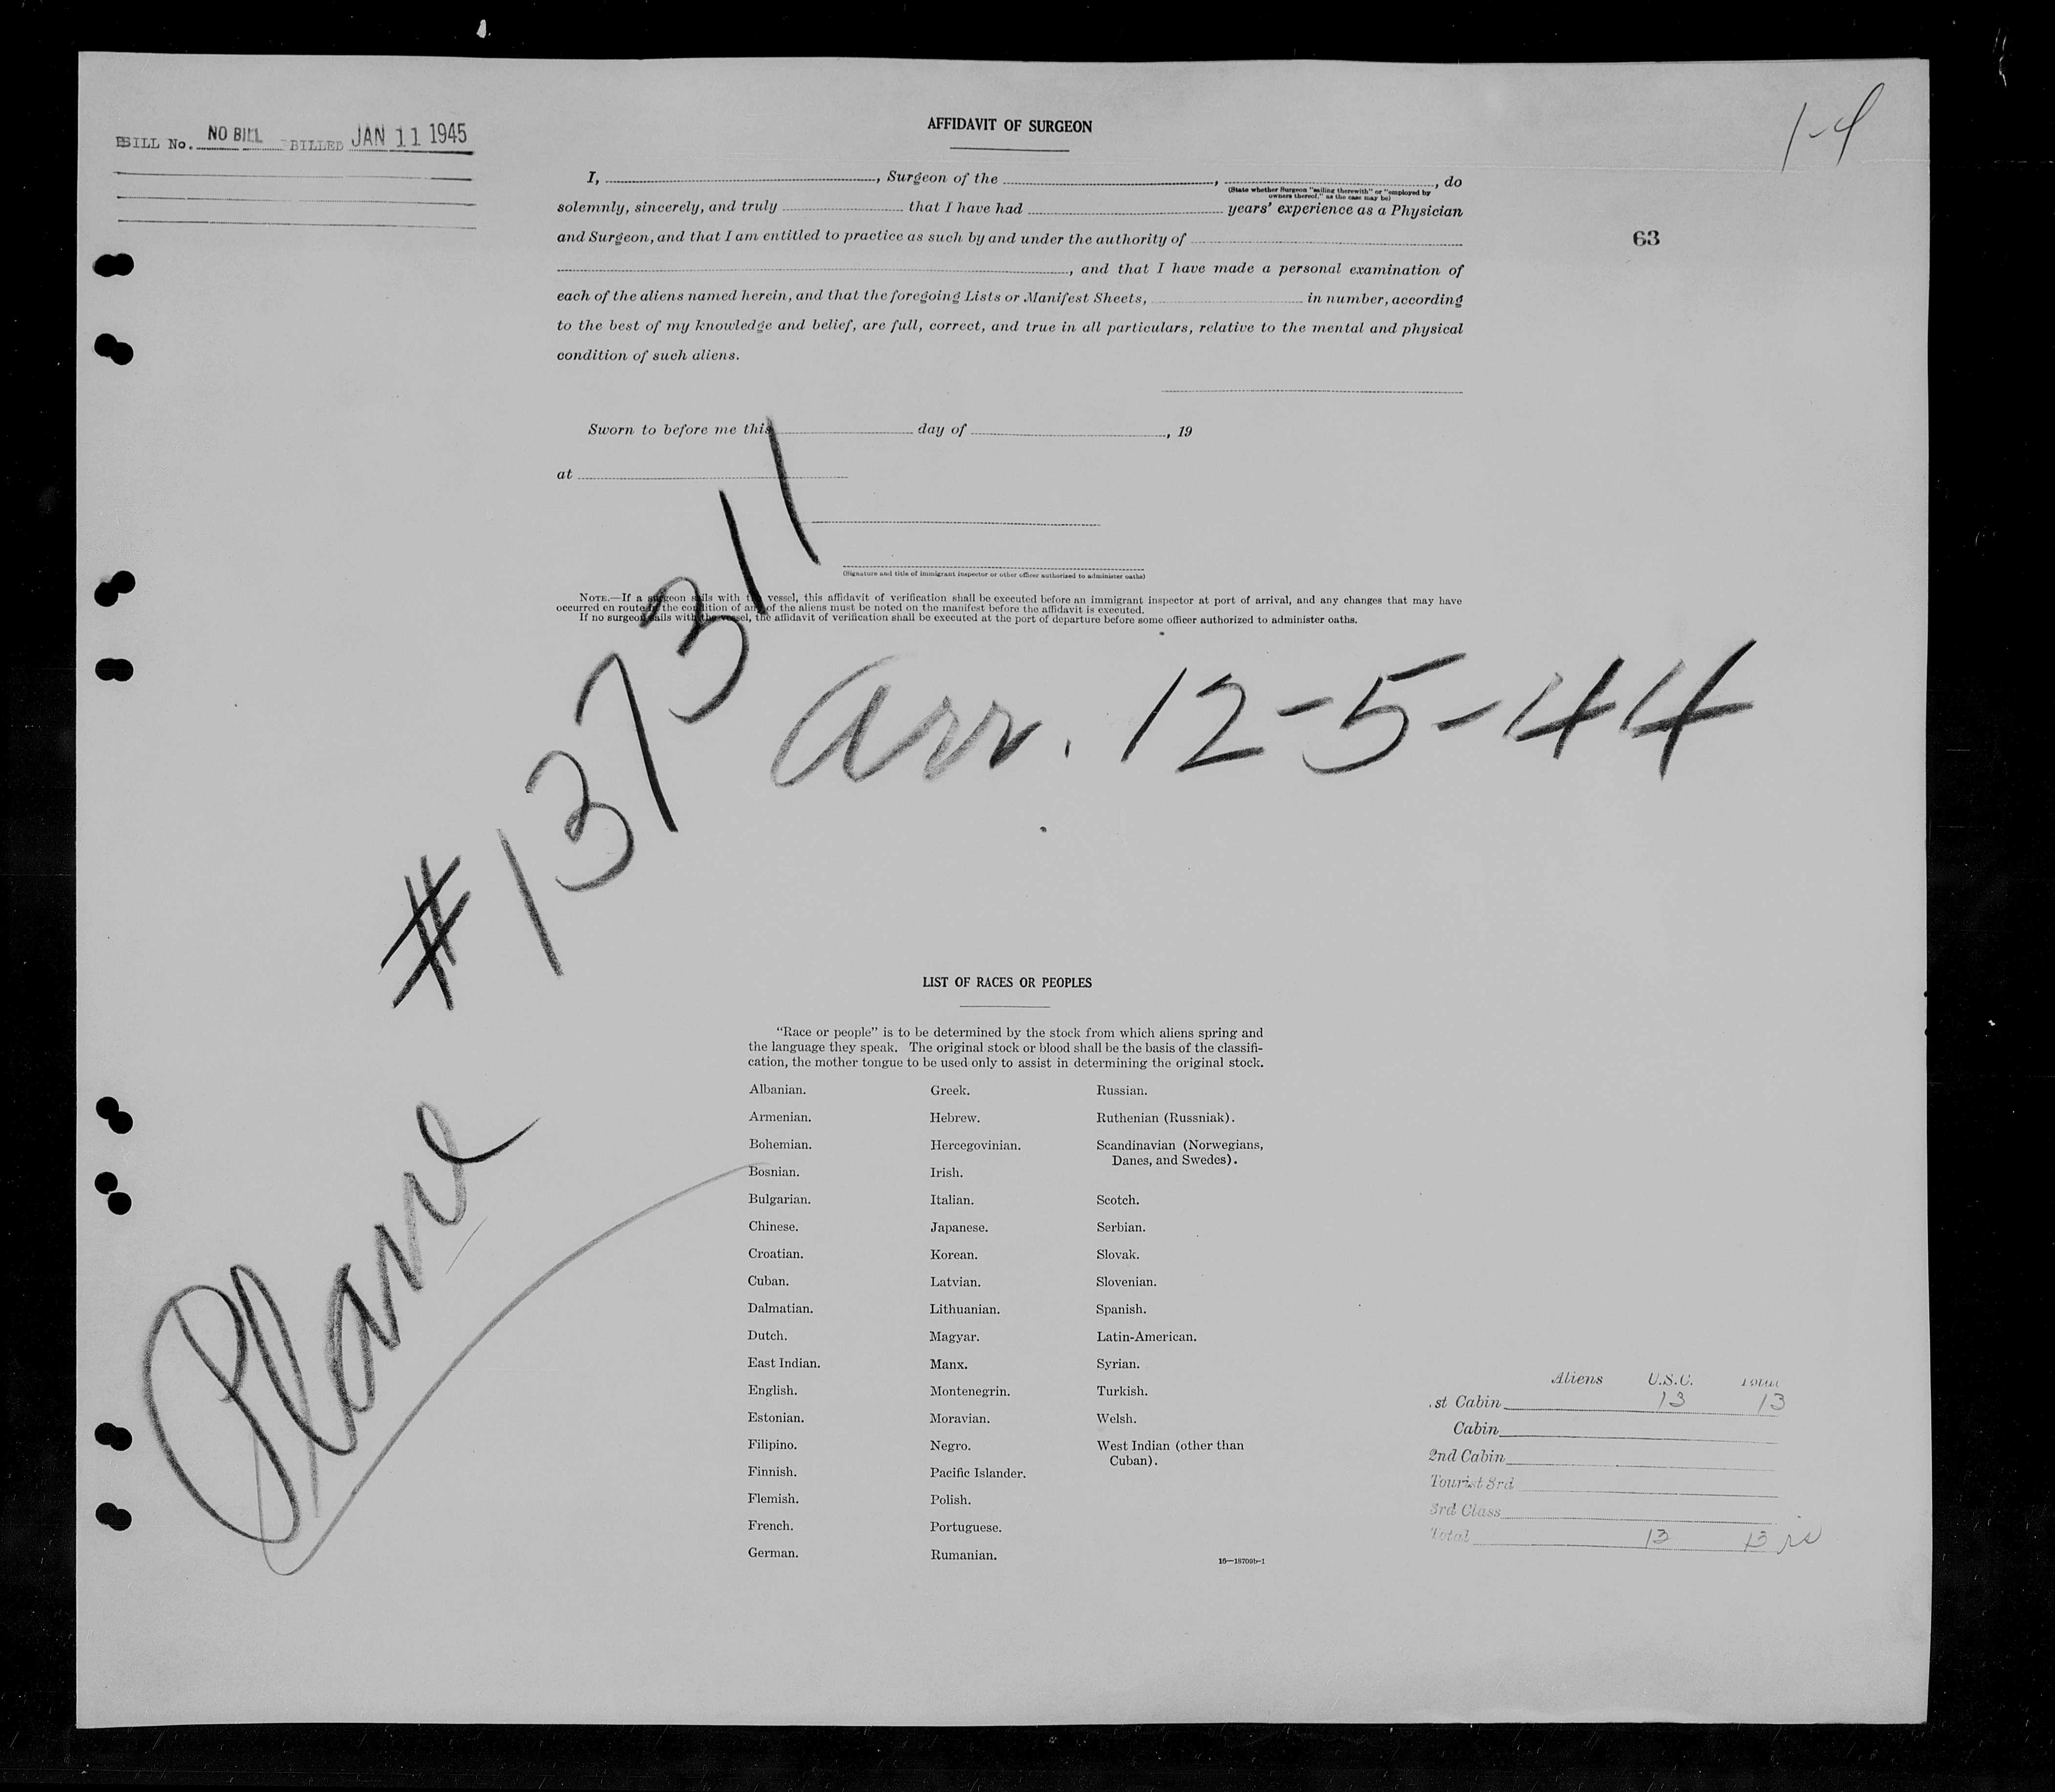 BILL No. NO BILL BILLED JAN 11 1945
1-4
63
AFFIDAVIT OF SURGEON
I, , Surgeon of the , , do
(State whether Surgeon "sailing therewith" or "employed by
owners thereof," as the case may be)
solemnly, sincerely, and truly that I have had years' experience as a Physician
and Surgeon, and that I am entitled to practice as such by and under the authority of
, and that I have made a personal examination of
each of the aliens named herein, and that the foregoing Lists or Manifest Sheets, in number, according
to the best of my knowledge and belief, are full, correct, and true in all particulars, relative to the mental and physical
condition of such aliens.
Sworn to before me this day of , 19
at
(Signature and title of immigrant inspector or other officer authorized to administer oaths)
NOTE.—If a surgeon sails with the vessel, this affidavit of verification shall be executed before an immigrant inspector at port of arrival, and any changes that may have
occurred en route in the condition of any of the aliens must be noted on the manifest before the affidavit is executed.
If no surgeon sails with the vessel, the affidavit of verification shall be executed at the port of departure before some officer authorized to administer oaths.
#137311
arr. 12-5-44
Plane
LIST OF RACES OR PEOPLES
"Race or people" is to be determined by the stock from which aliens spring and
the language they speak. The original stock or blood shall be the basis of the classifi-
cation, the mother tongue to be used only to assist in determining the original stock.
Albanian.
Armenian.
Bohemian.
Bosnian.
Bulgarian.
Chinese.
Croatian.
Cuban.
Dalmatian.
Dutch.
East Indian.
English.
Estonian.
Filipino.
Finnish.
Flemish.
French.
German.
Greek.
Hebrew.
Hercegovinian.
Irish.
Italian.
Japanese.
Korean.
Latvian.
Lithuanian.
Magyar.
Manx.
Montenegrin.
Moravian.
Negro.
Pacific Islander.
Polish.
Portuguese.
Rumanian.
Russian.
Ruthenian (Russniak).
Scandinavian (Norwegians,
Danes, and Swedes).
Scotch.
Serbian.
Slovak.
Slovenian.
Spanish.
Latin-American.
Syrian.
Turkish.
Welsh.
West Indian (other than
Cuban).
16—18709b-1
Aliens U.S.C. Total
st Cabin 13 13
Cabin
2nd Cabin
Tourist 3rd
3rd Class
Total 13 13